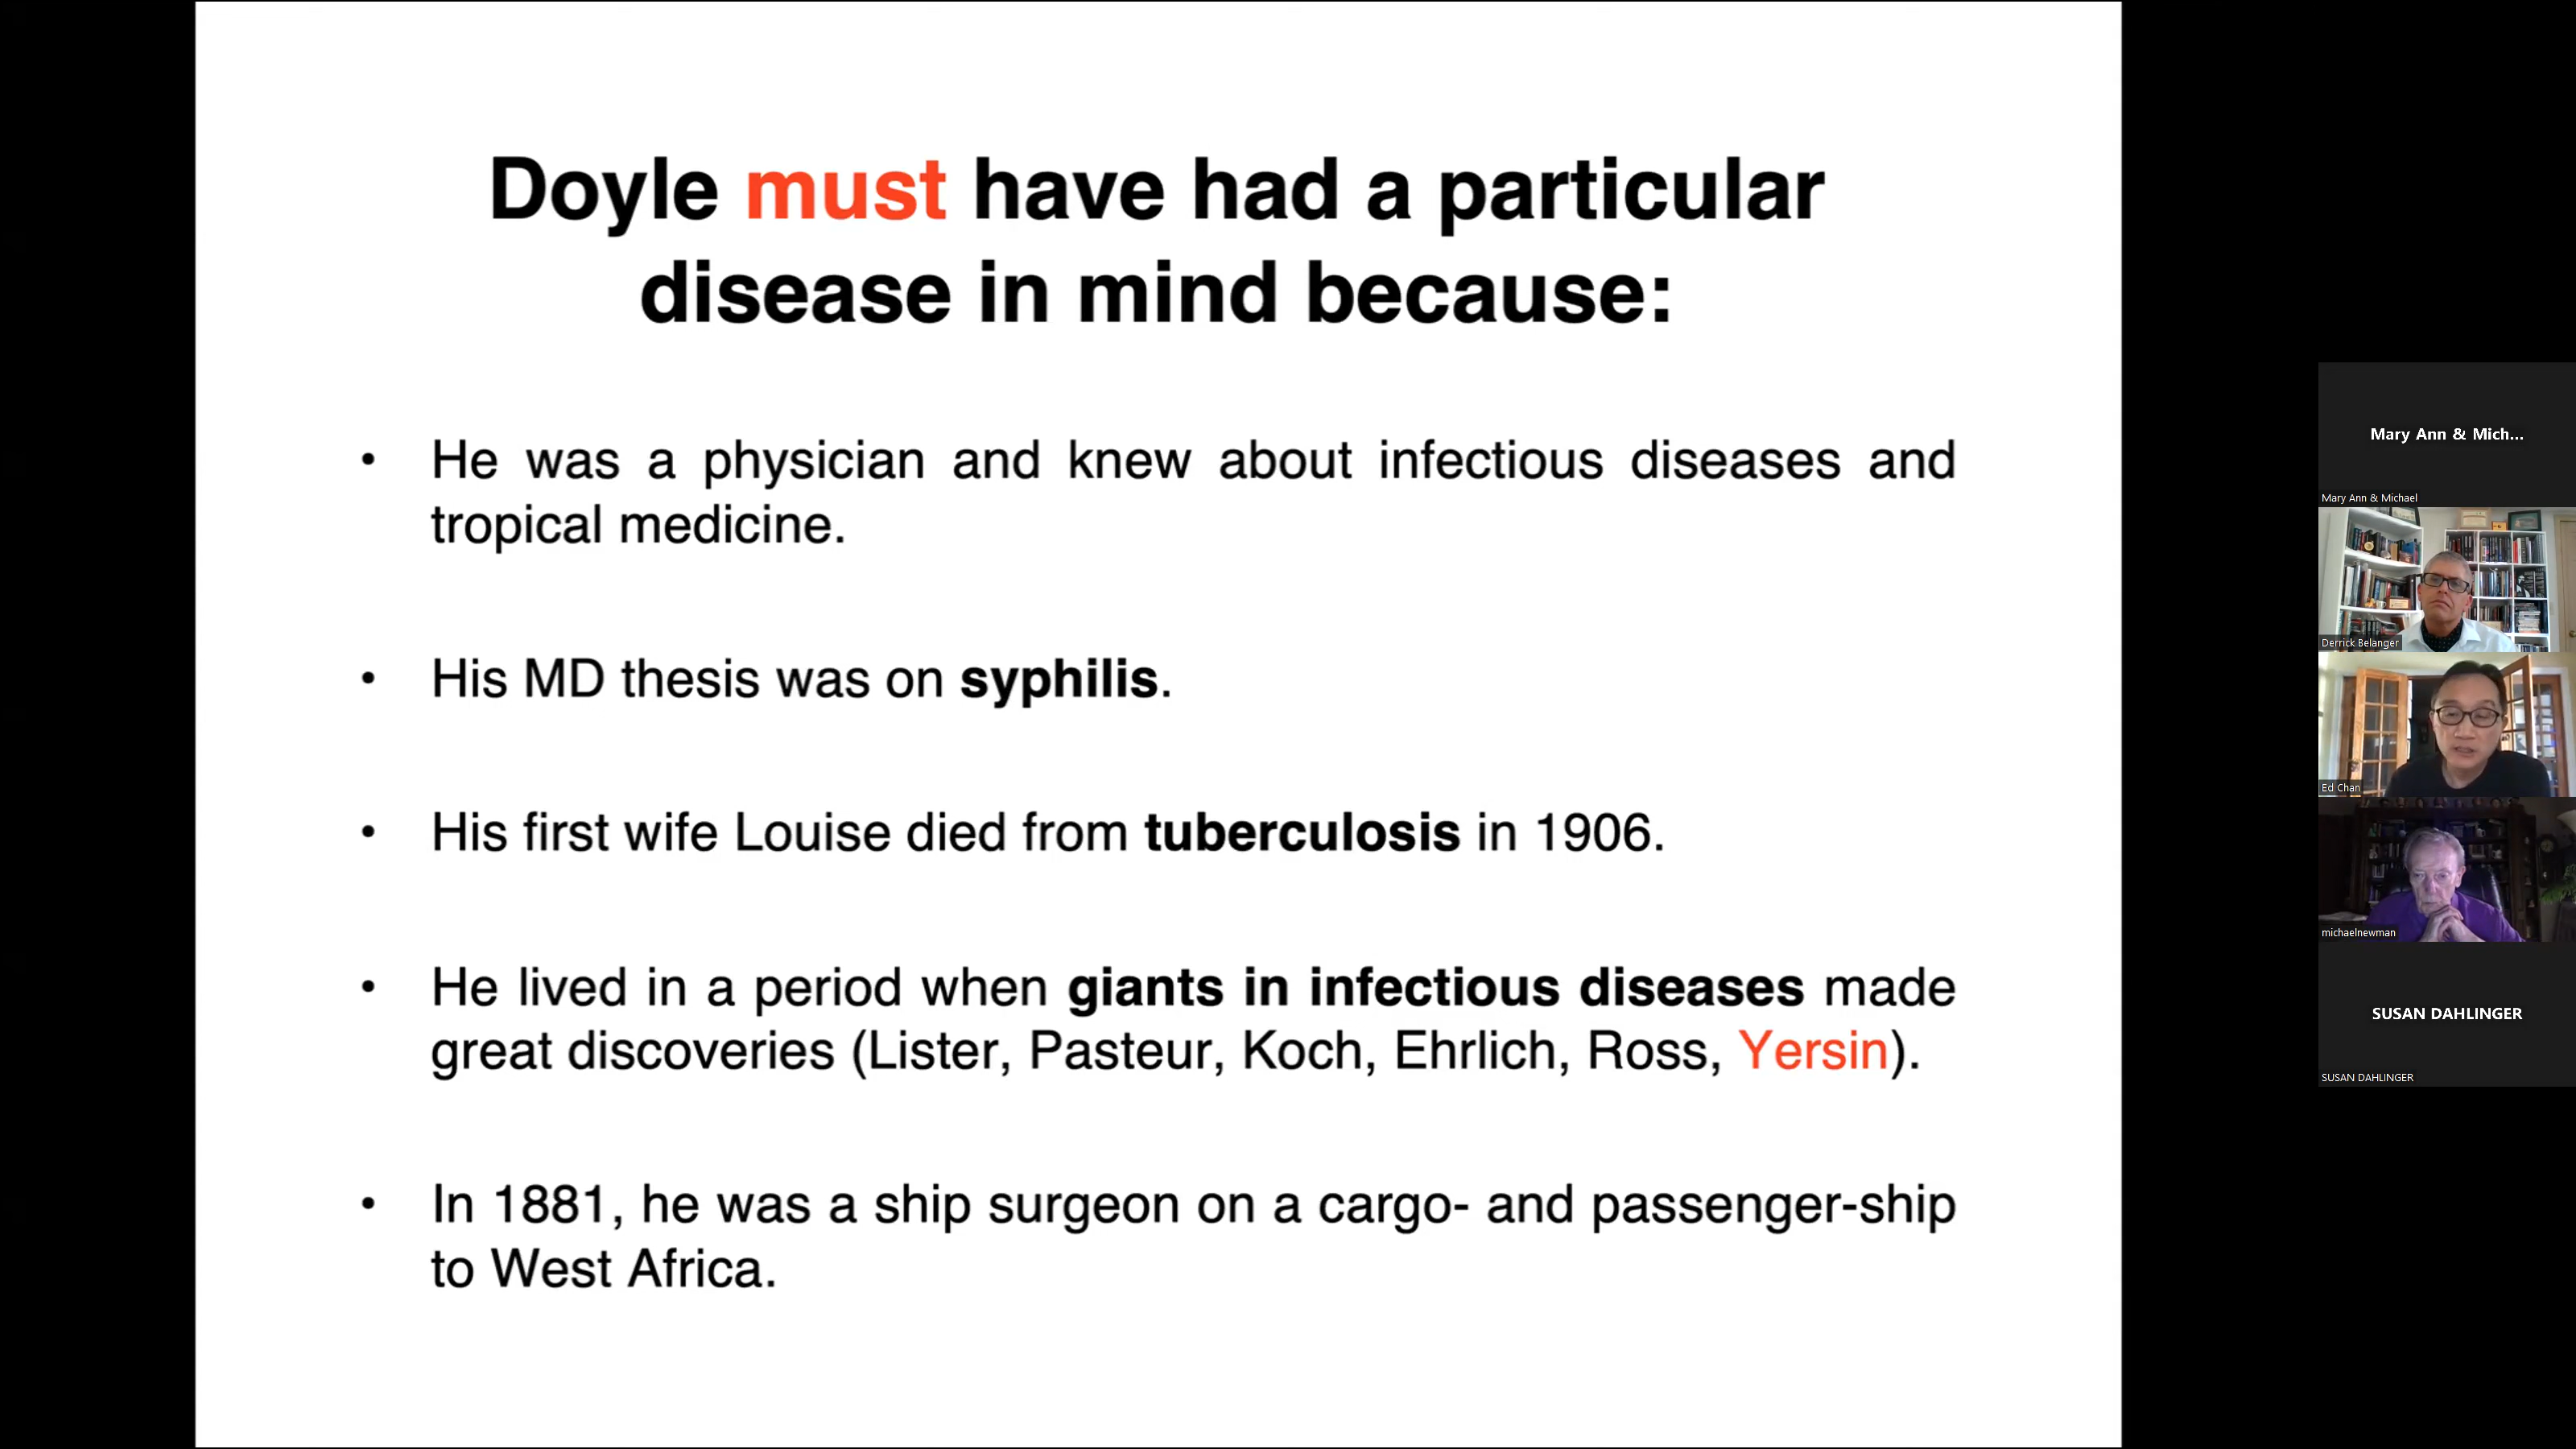 Doyle must have had a particular
disease in mind because:
• He was a physician and knew about infectious diseases and
tropical medicine.
• His MD thesis was on syphilis.
• His first wife Louise died from tuberculosis in 1906.
• He lived in a period when giants in infectious diseases made
great discoveries (Lister, Pasteur, Koch, Ehrlich, Ross, Yersin).
• In 1881, he was a ship surgeon on a cargo- and passenger-ship
to West Africa.
Mary Ann & Mich...
Mary Ann & Michael
Derrick Belanger
Ed Chan
michaelnewman
SUSAN DAHLINGER
SUSAN DAHLINGER